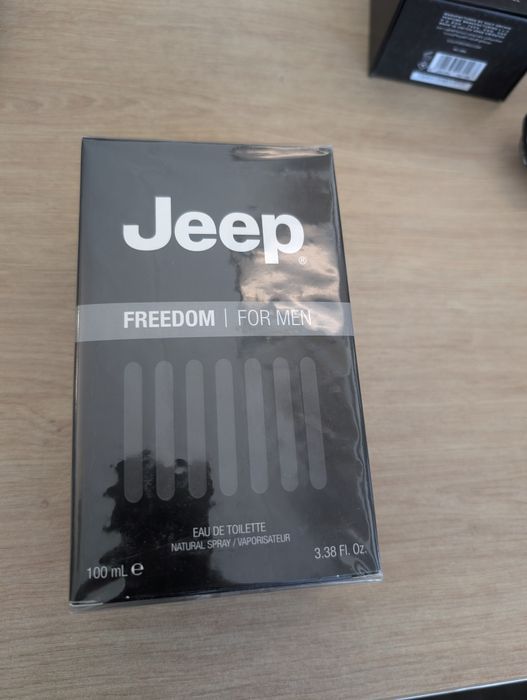 Jeep®
FREEDOM | FOR MEN
EAU DE TOILETTE
NATURAL SPRAY / VAPORISATEUR
100 mL e
3.38 Fl. Oz.